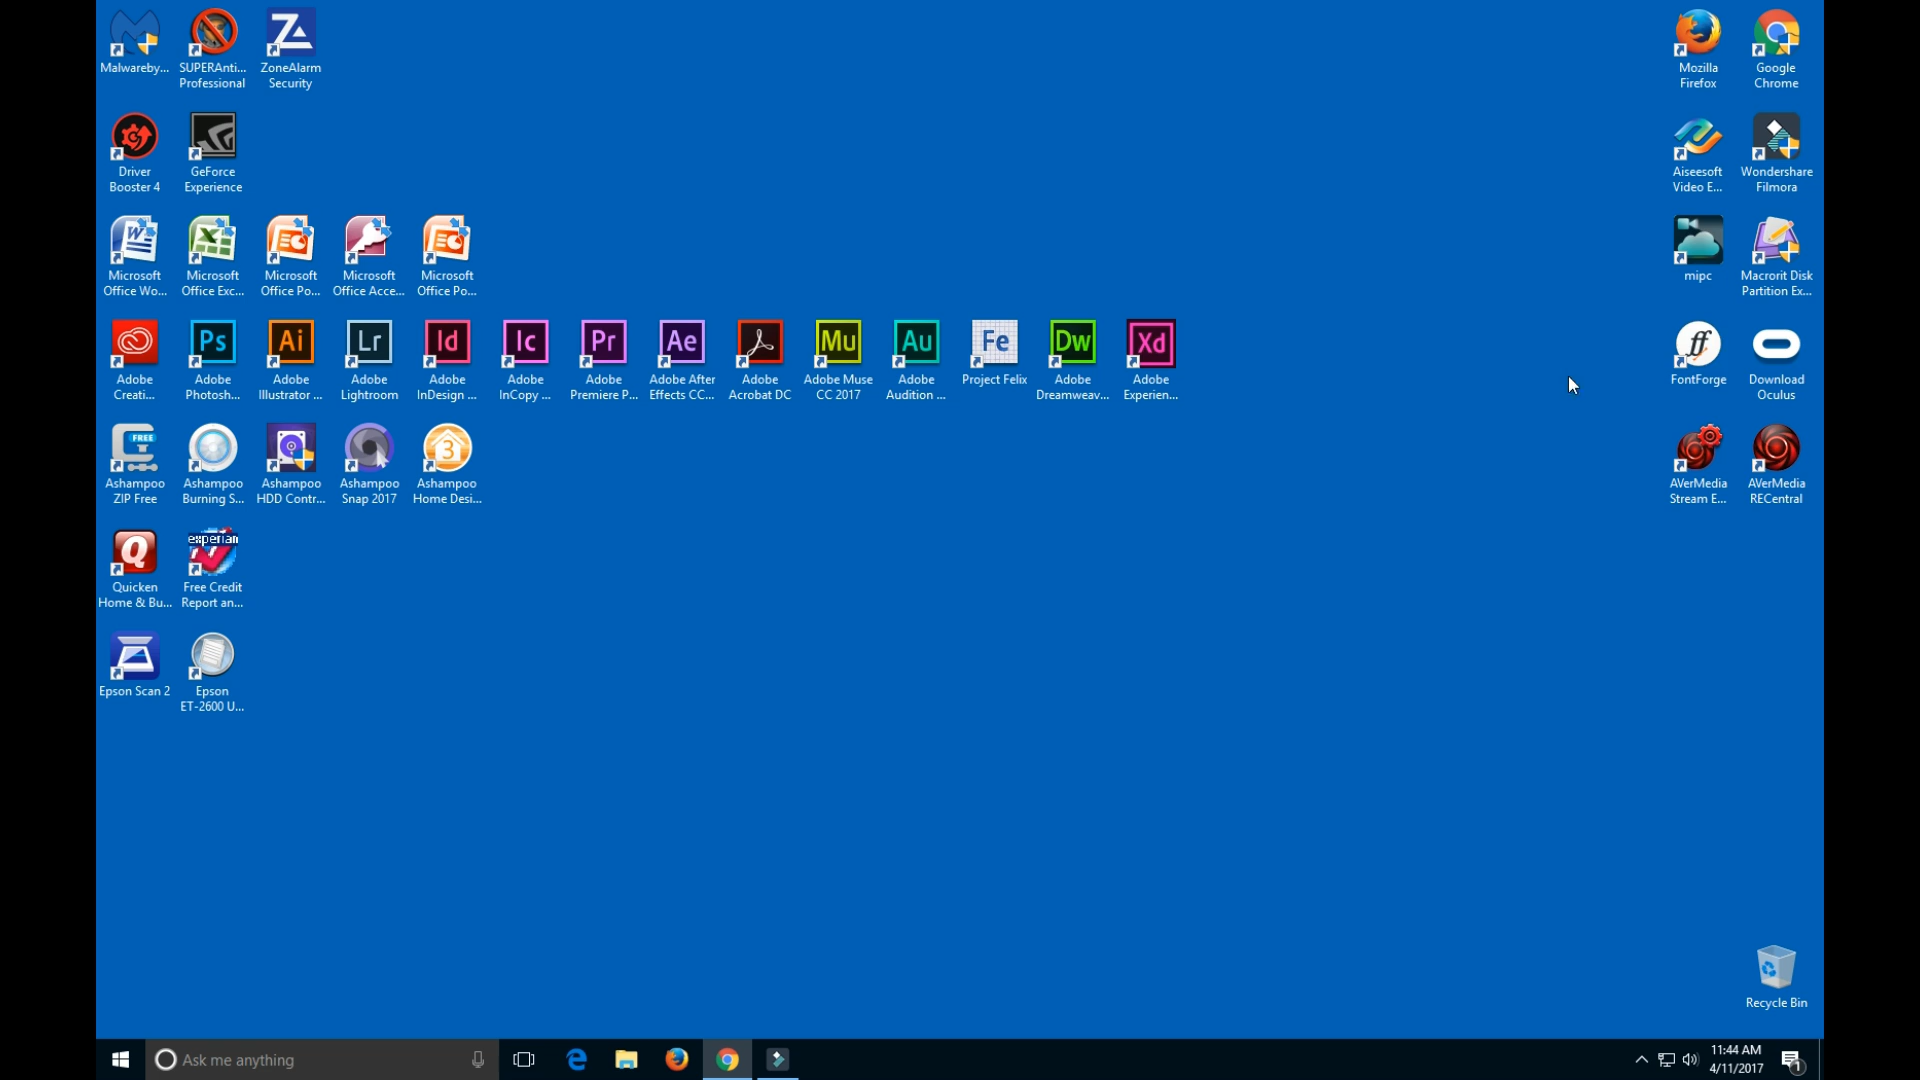 Malwareby...
SUPERAnti...
Professional
ZoneAlarm
Security
Mozilla
Firefox
Google
Chrome
Driver
Booster 4
GeForce
Experience
Aiseesoft
Video E...
Wondershare
Filmora
Microsoft
Office Wo...
Microsoft
Office Exc...
Microsoft
Office Po...
Microsoft
Office Acce...
Microsoft
Office Po...
mipc
Macrorit Disk
Partition Ex...
Ps
Ai
Lr
Id
Ic
Pr
Ae
Mu
Au
Fe
Dw
Xd
ff
Adobe
Creati...
Adobe
Photosh...
Adobe
Illustrator ...
Adobe
Lightroom
Adobe
InDesign ...
Adobe
InCopy ...
Adobe
Premiere P...
Adobe After
Effects CC...
Adobe
Acrobat DC
Adobe Muse
CC 2017
Adobe
Audition ...
Project Felix
Adobe
Dreamweav...
Adobe
Experien...
FontForge
Download
Oculus
FREE
3
Ashampoo
ZIP Free
Ashampoo
Burning S...
Ashampoo
HDD Contr...
Ashampoo
Snap 2017
Ashampoo
Home Desi...
AVerMedia
Stream E...
AVerMedia
RECentral
Q
experian
Quicken
Home & Bu...
Free Credit
Report an...
Epson Scan 2
Epson
ET-2600 U...
Recycle Bin
Ask me anything
11:44 AM
4/11/2017
1